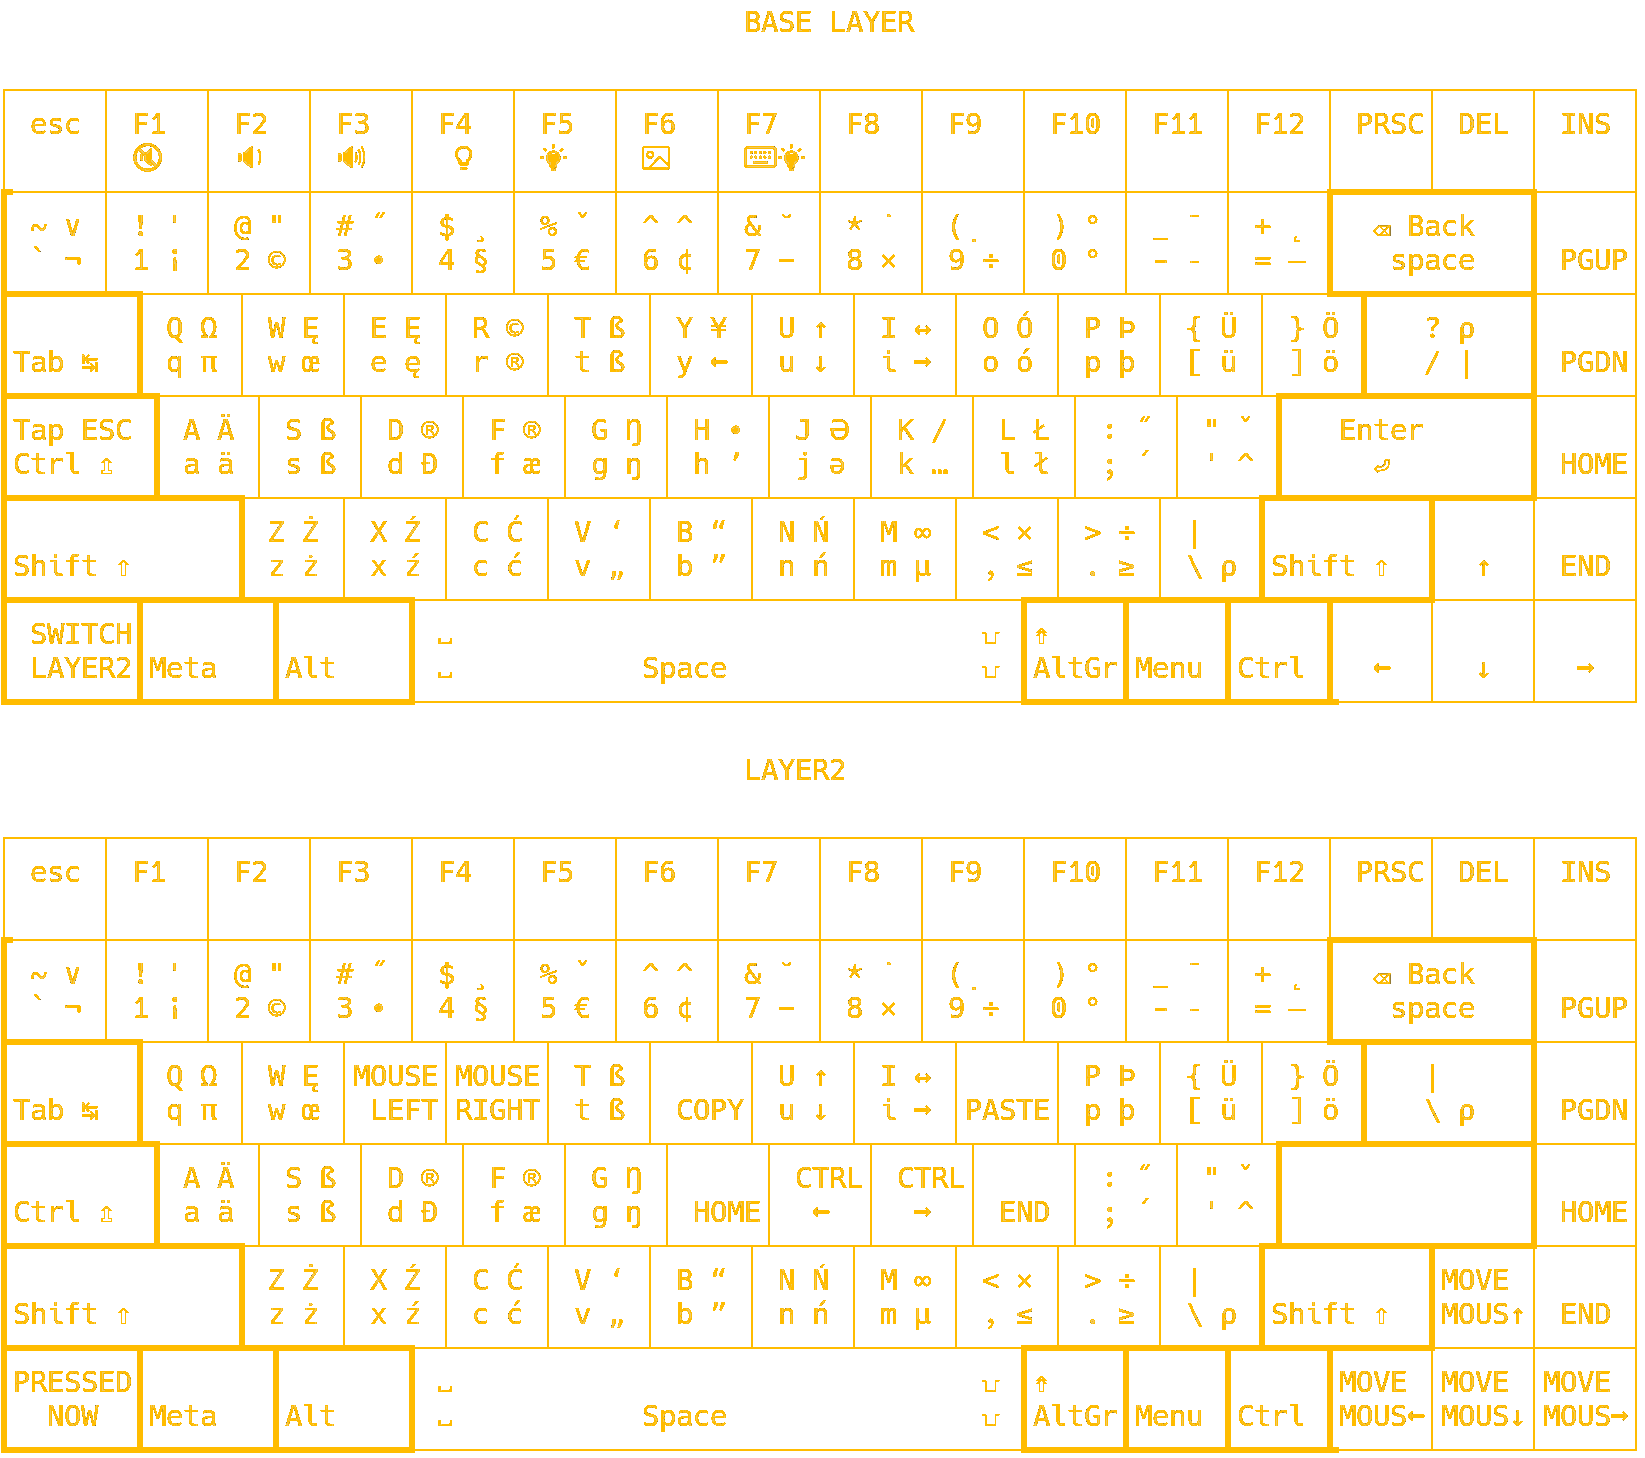 BASE LAYER
esc F1 F2 F3 F4 F5 F6 F7 F8 F9 F10 F11 F12 PRSC DEL INS
~ v ! ' @ " # ˝ $ ¸ % ˇ ^ ^ & ˘ * ˙ ( . ) ° _ ¯ + ˛ ⌫ Back
` ¬ 1 ¡ 2 © 3 • 4 § 5 € 6 ¢ 7 − 8 × 9 ÷ 0 ° - - = — space PGUP
Q Ω W Ę E Ę R © T ß Y ¥ U ↑ I ↔ O Ó P Þ { Ü } Ö ? ρ
Tab ↹ q π w œ e ę r ® t ß y ← u ↓ i → o ó p þ [ ü ] ö / | PGDN
Tap ESC A Ä S ß D ® F ® G Ŋ H • J Ə K / L Ł : ˝ " ˇ Enter
Ctrl ⇫ a ä s ß d Đ f æ g ŋ h ’ j ə k … l ł ; ´ ' ^ ⏎ HOME
Z Ż X Ź C Ć V ‘ B “ N Ń M ∞ < × > ÷ |
Shift ⇧ z ż x ź c ć v „ b ” n ń m µ , ≤ . ≥ \ ρ Shift ⇧ ↑ END
SWITCH ␣ ⇑
LAYER2 Meta Alt ␣ Space AltGr Menu Ctrl ← ↓ →
LAYER2
esc F1 F2 F3 F4 F5 F6 F7 F8 F9 F10 F11 F12 PRSC DEL INS
~ v ! ' @ " # ˝ $ ¸ % ˇ ^ ^ & ˘ * ˙ ( . ) ° _ ¯ + ˛ ⌫ Back
` ¬ 1 ¡ 2 © 3 • 4 § 5 € 6 ¢ 7 − 8 × 9 ÷ 0 ° - - = — space PGUP
Q Ω W Ę MOUSE MOUSE T ß U ↑ I ↔ P Þ { Ü } Ö |
Tab ↹ q π w œ LEFT RIGHT t ß COPY u ↓ i → PASTE p þ [ ü ] ö \ ρ PGDN
A Ä S ß D ® F ® G Ŋ CTRL CTRL : ˝ " ˇ
Ctrl ⇫ a ä s ß d Đ f æ g ŋ HOME ← → END ; ´ ' ^ HOME
Z Ż X Ź C Ć V ‘ B “ N Ń M ∞ < × > ÷ | MOVE
Shift ⇧ z ż x ź c ć v „ b ” n ń m µ , ≤ . ≥ \ ρ Shift ⇧ MOUS↑ END
PRESSED ␣ ⇑ MOVE MOVE MOVE
NOW Meta Alt ␣ Space AltGr Menu Ctrl MOUS← MOUS↓ MOUS→